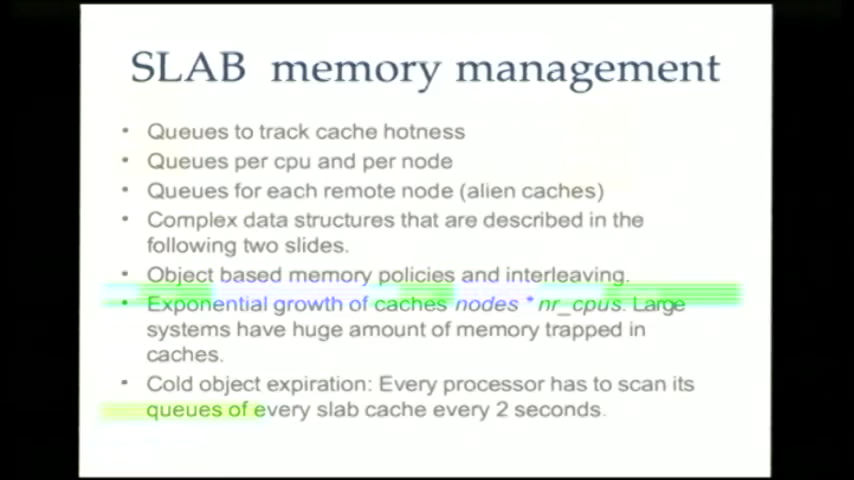 SLAB memory management
• Queues to track cache hotness
• Queues per cpu and per node
• Queues for each remote node (alien caches)
• Complex data structures that are described in the
following two slides.
• Object based memory policies and interleaving.
• Exponential growth of caches nodes * nr_cpus. Large
systems have huge amount of memory trapped in
caches.
• Cold object expiration: Every processor has to scan its
queues of every slab cache every 2 seconds.